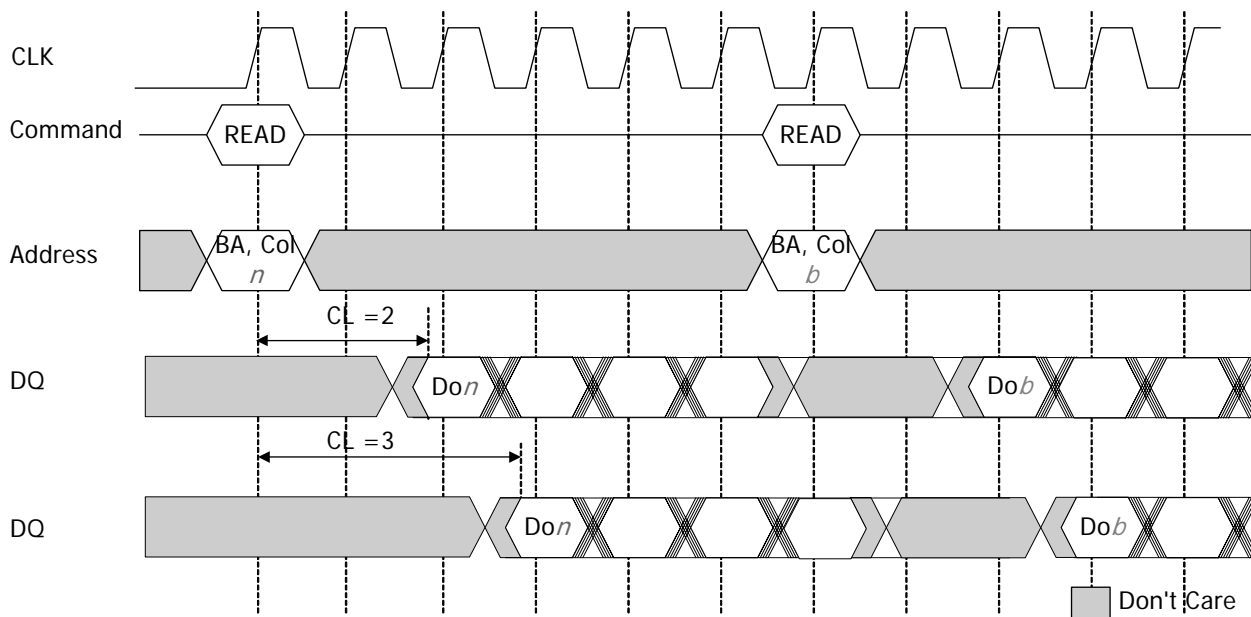 CLK
Command
READ
READ
Address
BA, Col
n
BA, Col
b
CL =2
DQ
Don
Dob
CL =3
DQ
Don
Dob
Don't Care